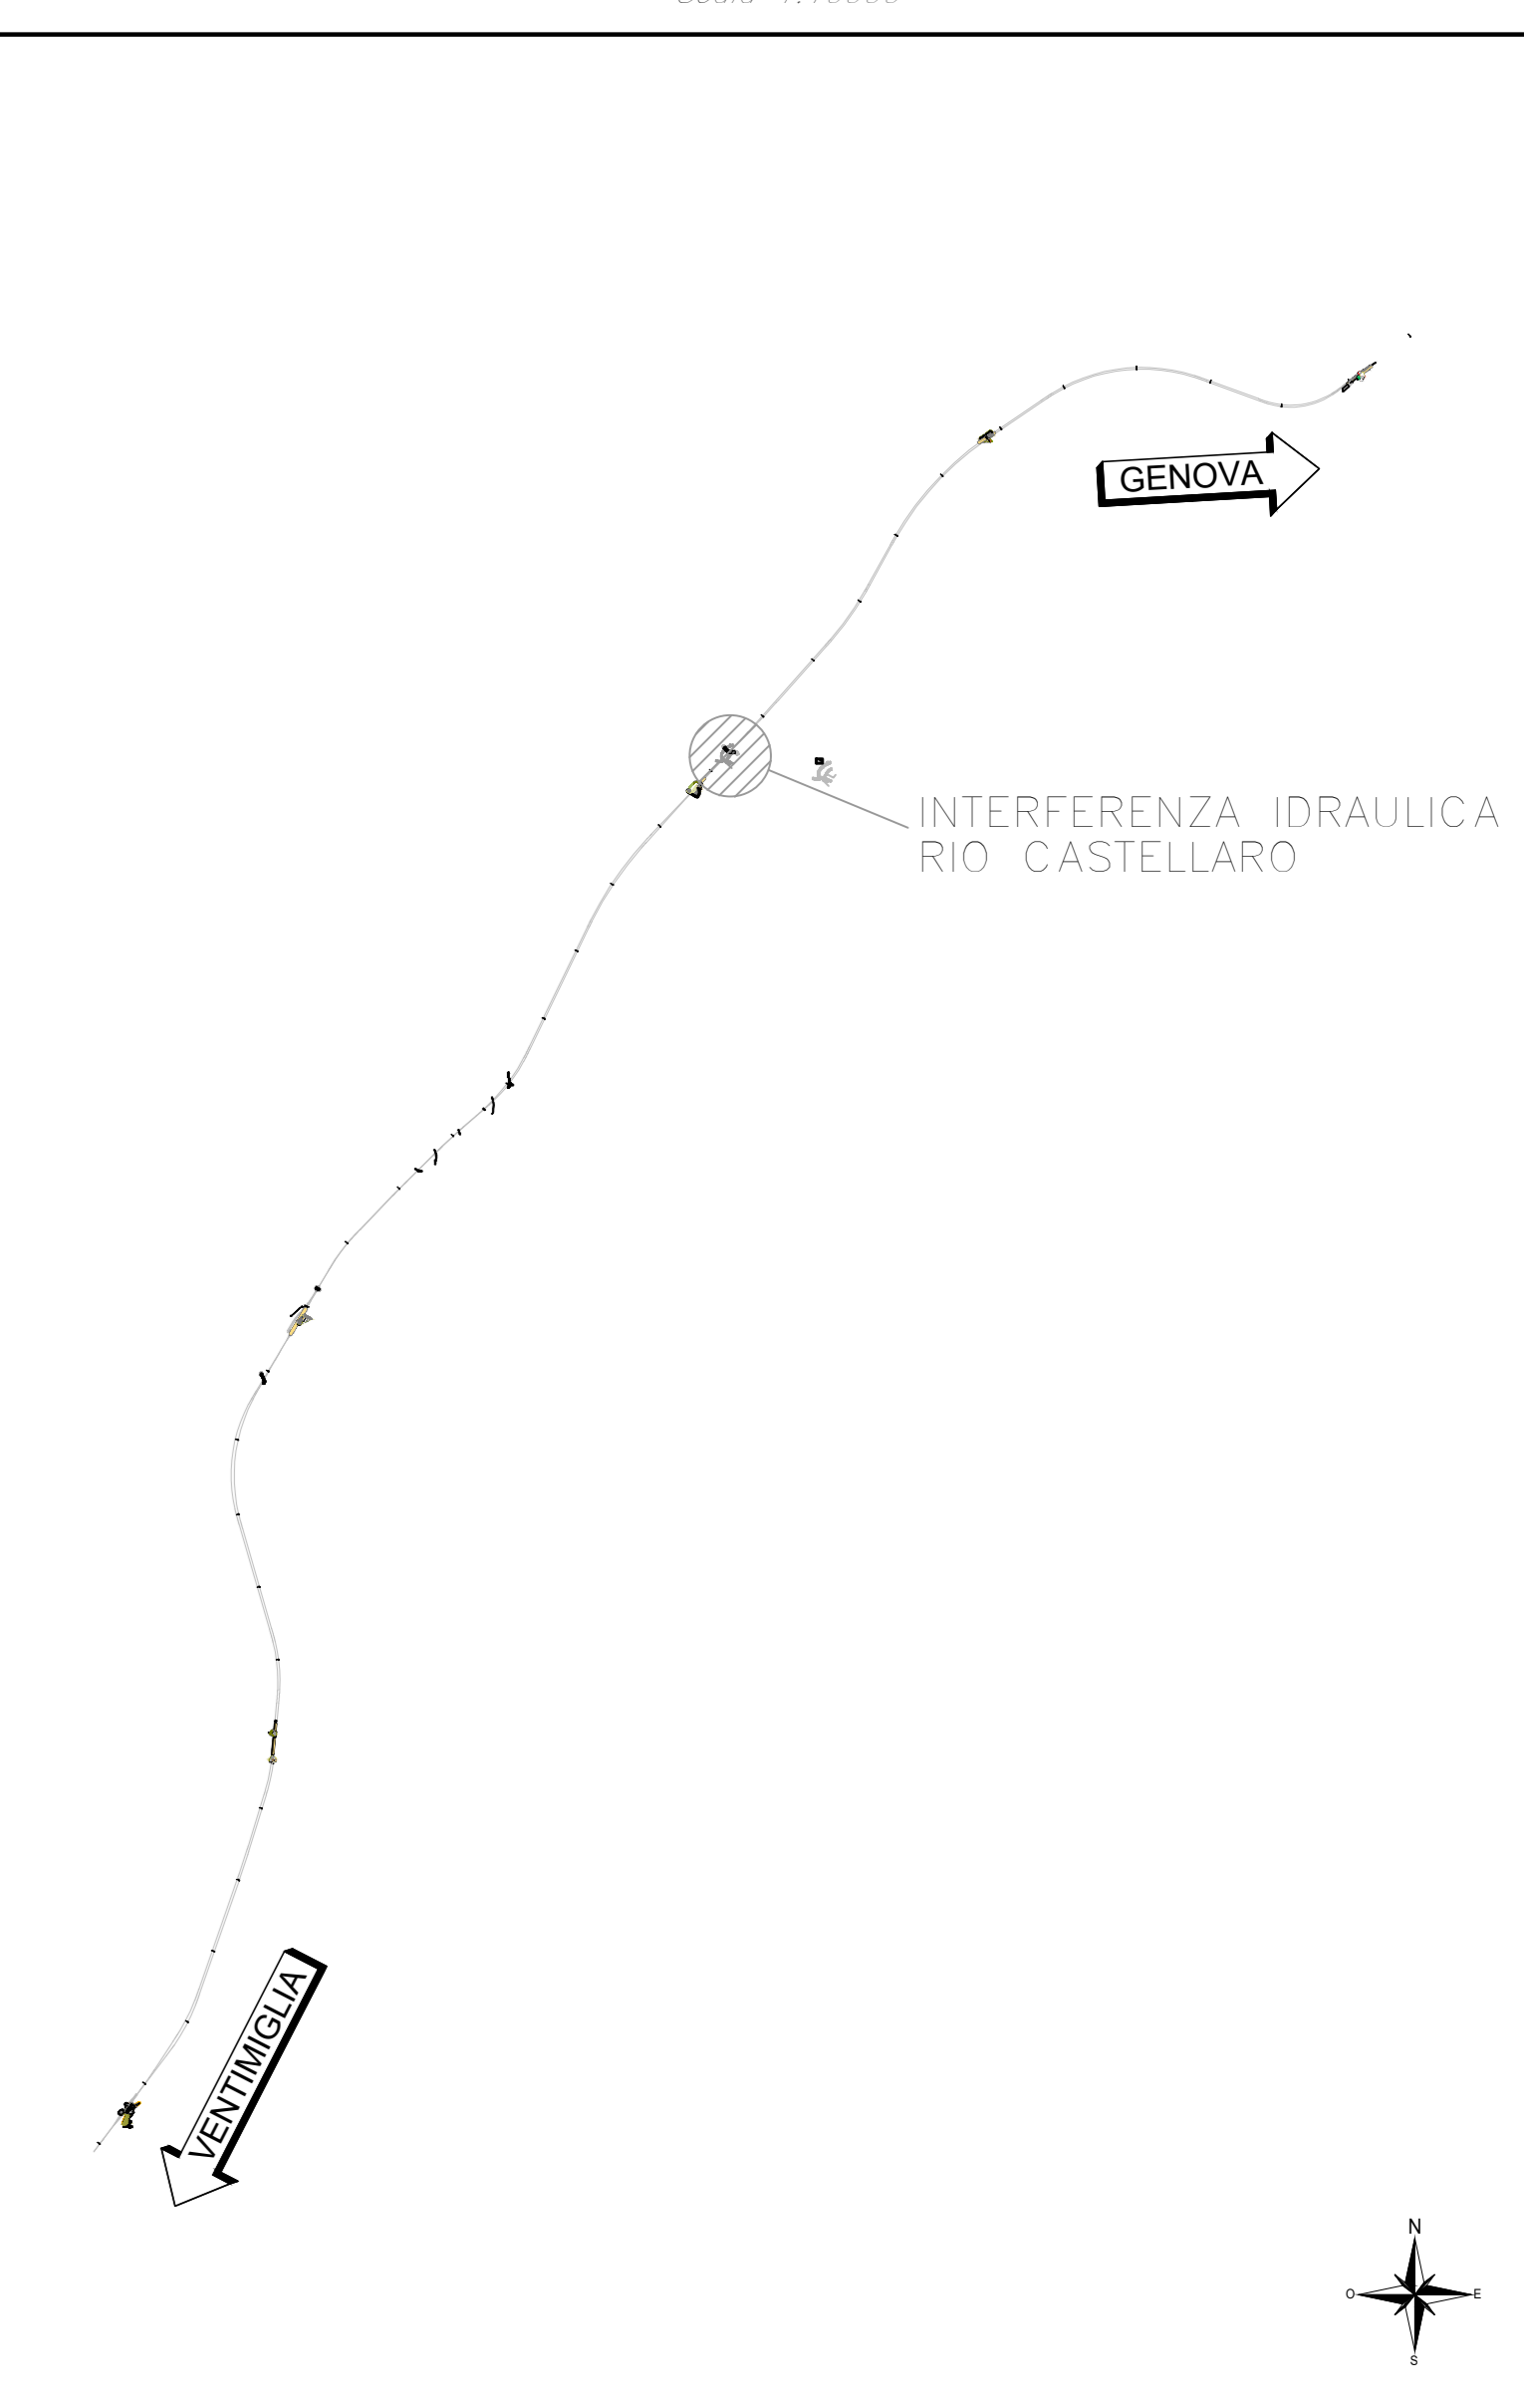 GENOVA
INTERFERENZA IDRAULICA
RIO CASTELLARO
VENTIMIGLIA
N
O E
S